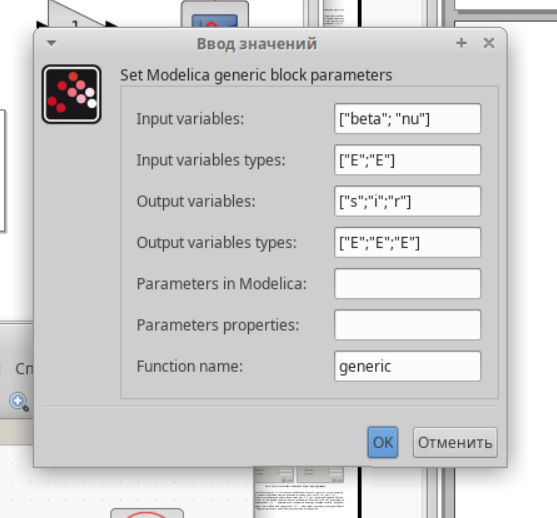 Ввод значений
Set Modelica generic block parameters
Input variables: ["beta"; "nu"]
Input variables types: ["E";"E"]
Output variables: ["s";"i";"r"]
Output variables types: ["E";"E";"E"]
Parameters in Modelica:
Parameters properties:
Function name: generic
Сп
OK Отменить